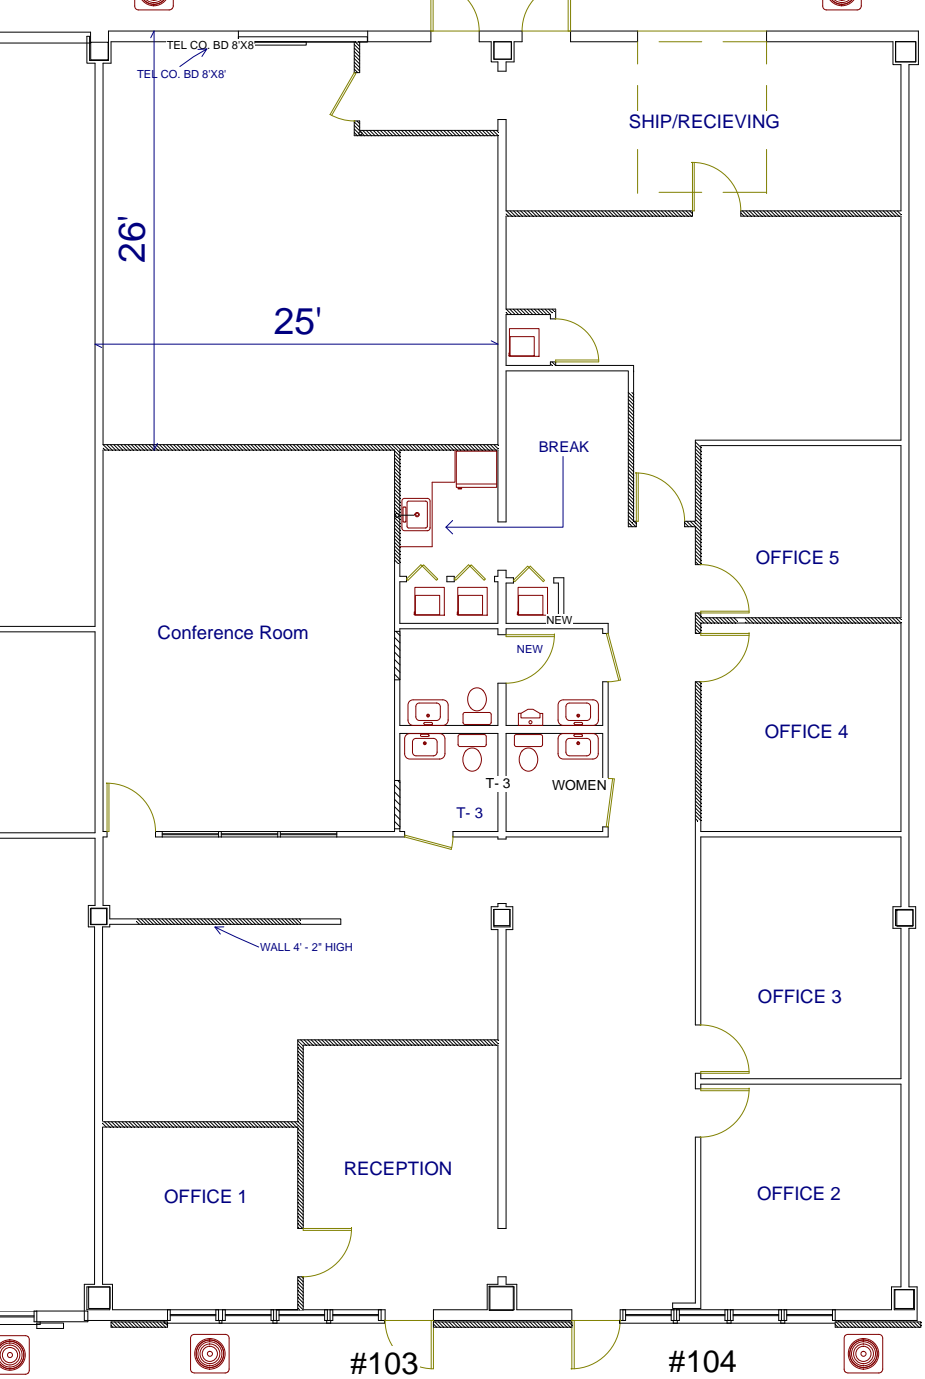 TEL CO. BD 8'X8'
TEL CO. BD 8'X8'
SHIP/RECIEVING
26'
25'
BREAK
OFFICE 5
NEW
Conference Room
NEW
OFFICE 4
T- 3
WOMEN
T- 3
WALL 4' - 2" HIGH
OFFICE 3
RECEPTION
OFFICE 1
OFFICE 2
#103
#104